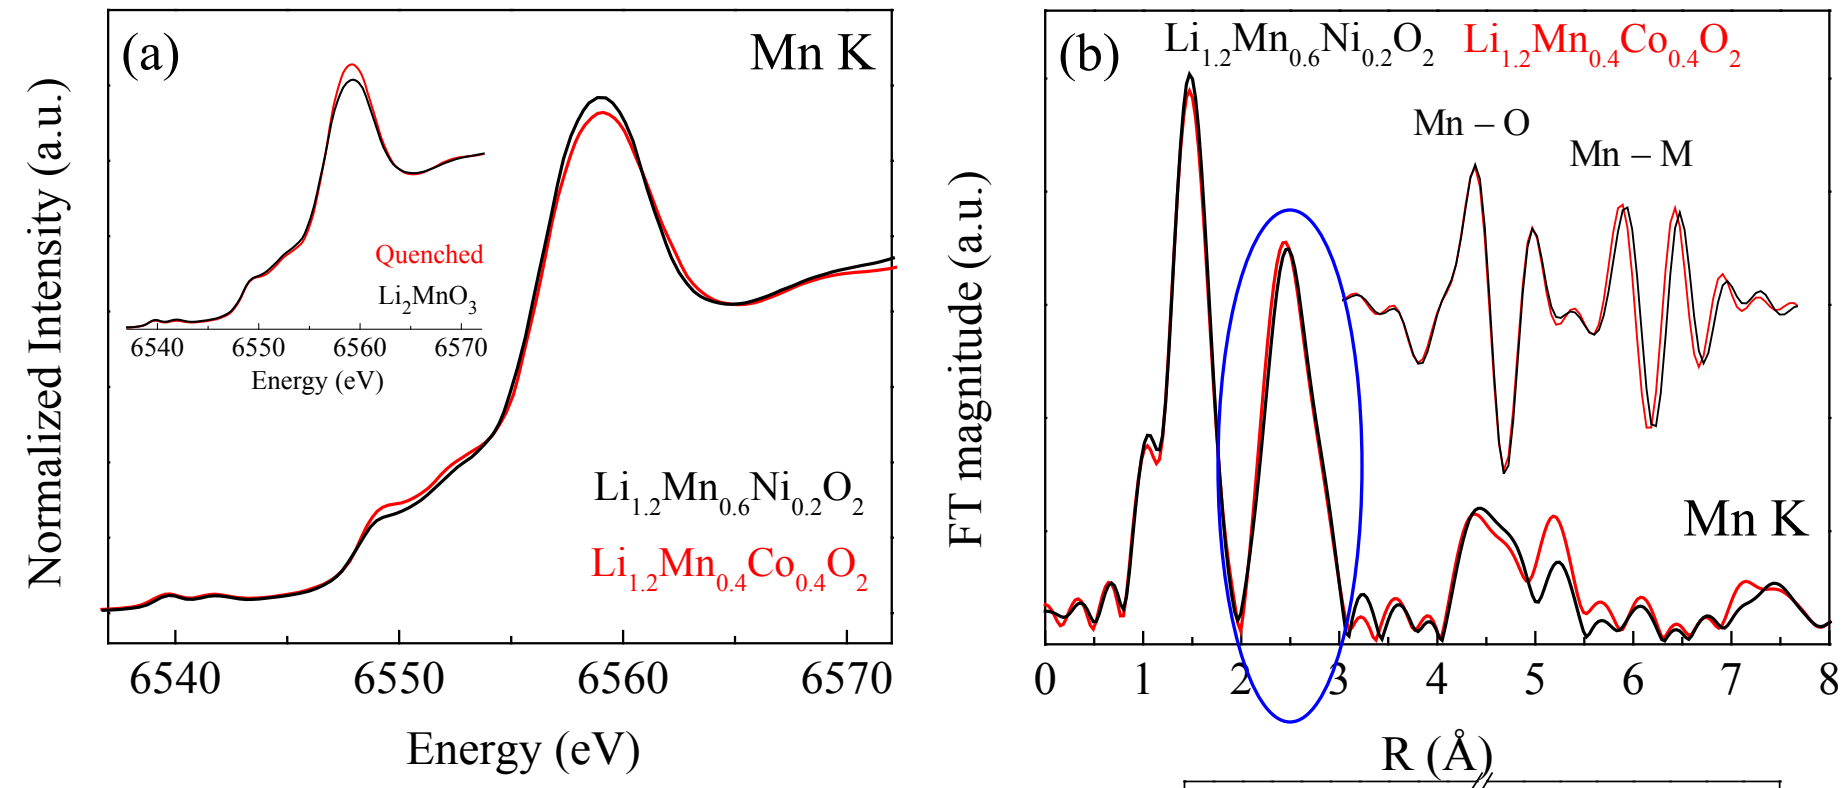 (a)
Mn K
Normalized Intensity (a.u.)
Quenched
Li₂MnO₃
6540 6550 6560 6570
Energy (eV)
Li₁.₂Mn₀.₆Ni₀.₂O₂
Li₁.₂Mn₀.₄Co₀.₄O₂
6540 6550 6560 6570
Energy (eV)
(b)
Li₁.₂Mn₀.₆Ni₀.₂O₂ Li₁.₂Mn₀.₄Co₀.₄O₂
Mn – O
Mn – M
FT magnitude (a.u.)
Mn K
0 1 2 3 4 5 6 7 8
R (Å)